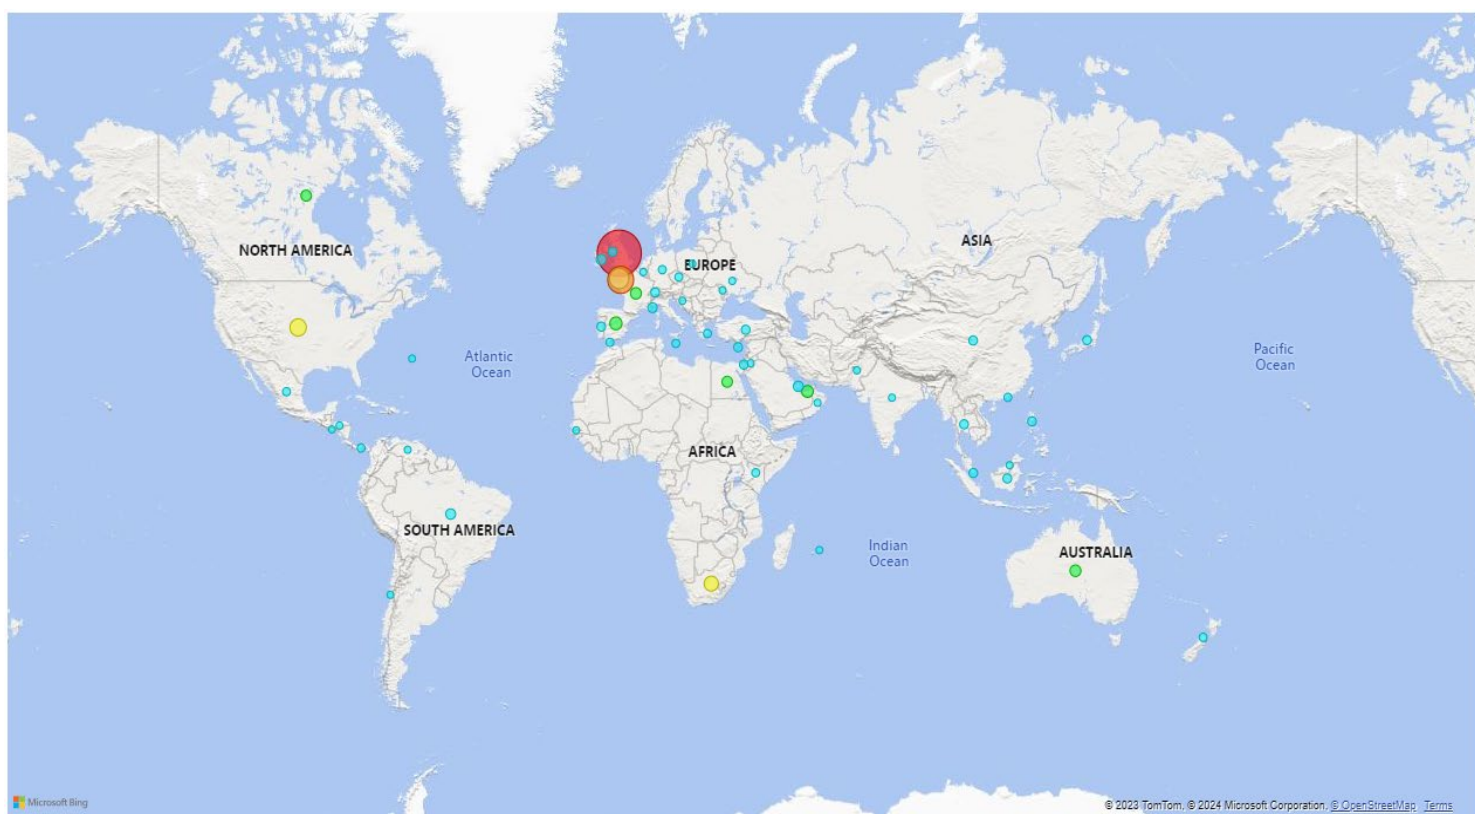 NORTH AMERICA
ASIA
EUROPE
Atlantic
Ocean
Pacific
Ocean
AFRICA
SOUTH AMERICA
Indian
Ocean
AUSTRALIA
Microsoft Bing
© 2023 TomTom, © 2024 Microsoft Corporation, © OpenStreetMap Terms